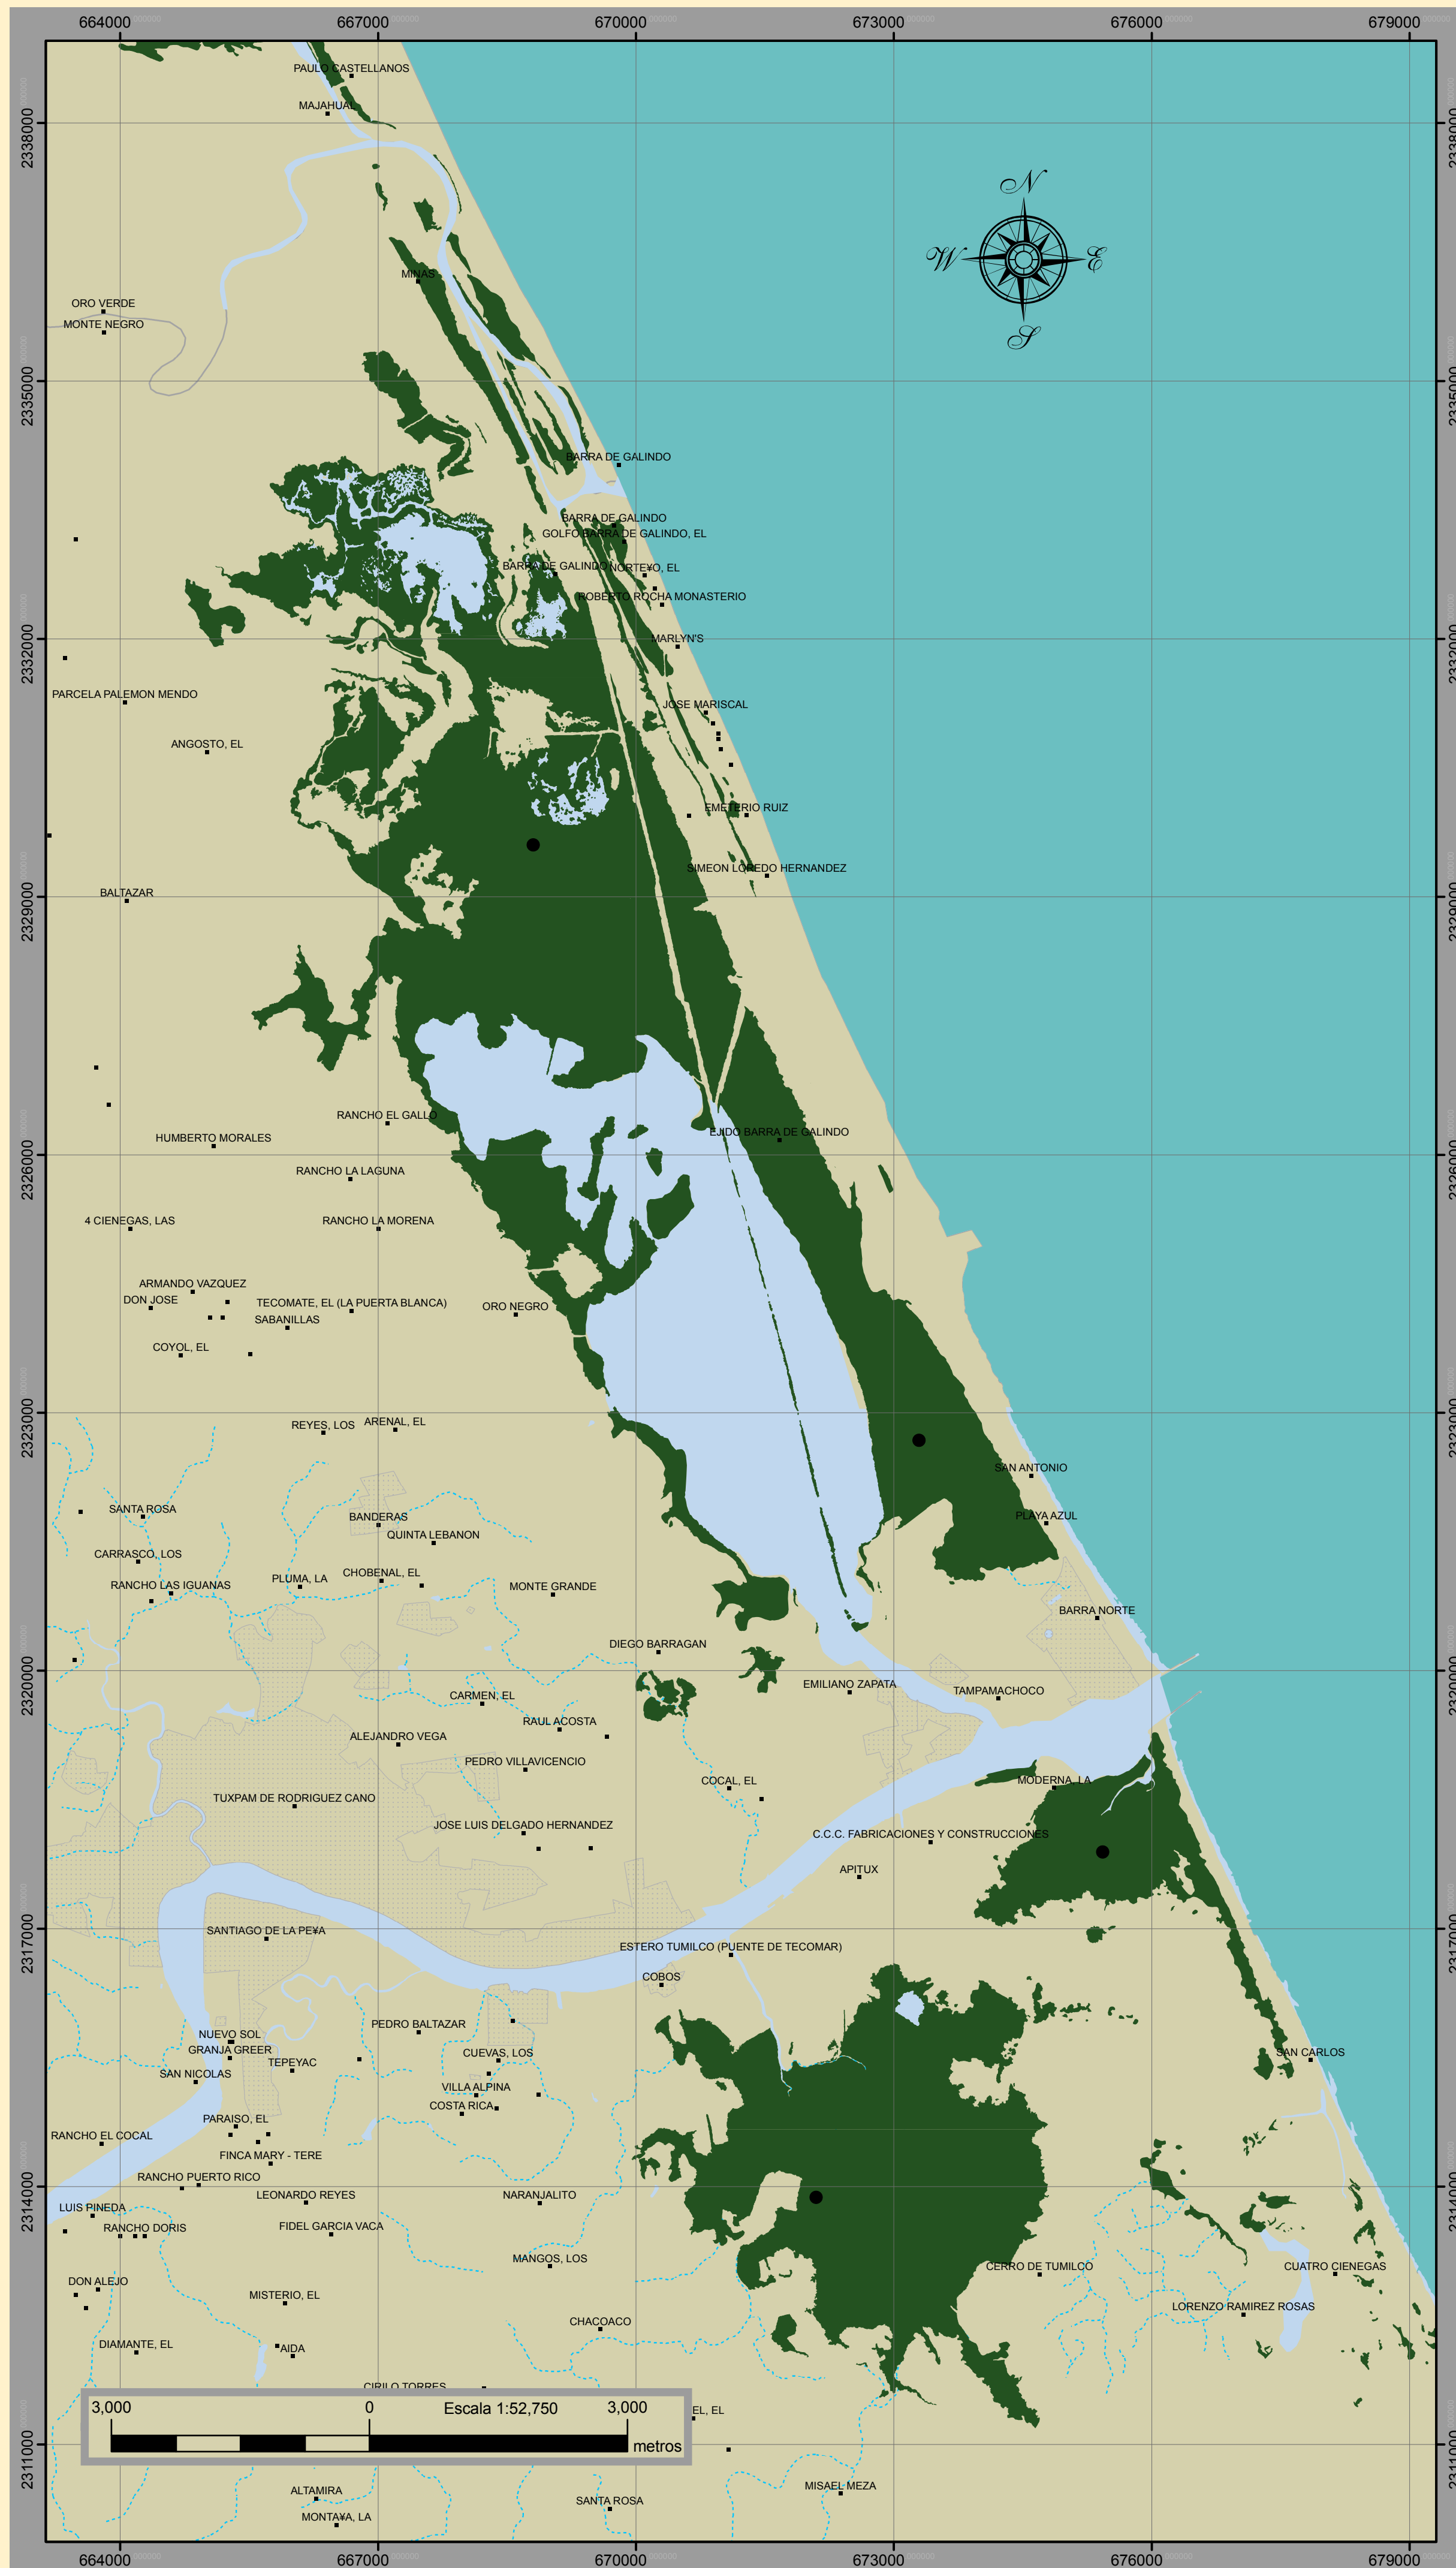 664000 667000 670000 673000 676000 679000
PAULO CASTELLANOS
MAJAHUAL
2338000 2338000
N
W E
S
MINAS
ORO VERDE
MONTE NEGRO
2335000 2335000
BARRA DE GALINDO
BARRA DE GALINDO
GOLFO BARRA DE GALINDO, EL
BARRA DE GALINDO
NORTE¥O, EL
ROBERTO ROCHA MONASTERIO
2332000 2332000
MARLYN'S
PARCELA PALEMON MENDO
JOSE MARISCAL
ANGOSTO, EL
EMETERIO RUIZ
SIMEON LOREDO HERNANDEZ
BALTAZAR
2329000 2329000
RANCHO EL GALLO
EJIDO BARRA DE GALINDO
HUMBERTO MORALES
2326000 2326000
RANCHO LA LAGUNA
4 CIENEGAS, LAS
RANCHO LA MORENA
ARMANDO VAZQUEZ
DON JOSE
TECOMATE, EL (LA PUERTA BLANCA)
ORO NEGRO
SABANILLAS
COYOL, EL
2323000 2323000
REYES, LOS
ARENAL, EL
SAN ANTONIO
SANTA ROSA
BANDERAS
PLAYA AZUL
QUINTA LEBANON
CARRASCO, LOS
CHOBENAL, EL
PLUMA, LA
RANCHO LAS IGUANAS
MONTE GRANDE
BARRA NORTE
DIEGO BARRAGAN
2320000 2320000
EMILIANO ZAPATA
TAMPAMACHOCO
CARMEN, EL
RAUL ACOSTA
ALEJANDRO VEGA
PEDRO VILLAVICENCIO
COCAL, EL
MODERNA, LA
TUXPAM DE RODRIGUEZ CANO
JOSE LUIS DELGADO HERNANDEZ
C.C.C. FABRICACIONES Y CONSTRUCCIONES
APITUX
2317000 2317000
SANTIAGO DE LA PE¥A
ESTERO TUMILCO (PUENTE DE TECOMAR)
COBOS
PEDRO BALTAZAR
NUEVO SOL
GRANJA GREER
CUEVAS, LOS
SAN CARLOS
TEPEYAC
SAN NICOLAS
VILLA ALPINA
COSTA RICA
PARAISO, EL
RANCHO EL COCAL
FINCA MARY - TERE
RANCHO PUERTO RICO
2314000 2314000
LEONARDO REYES
NARANJALITO
LUIS PINEDA
RANCHO DORIS
FIDEL GARCIA VACA
MANGOS, LOS
CERRO DE TUMILCO
CUATRO CIENEGAS
DON ALEJO
MISTERIO, EL
LORENZO RAMIREZ ROSAS
CHACOACO
DIAMANTE, EL
AIDA
CIRILO TORRES
3,000 0 Escala 1:52,750 3,000
metros
EL, EL
2311000 2311000
MISAEL MEZA
ALTAMIRA
SANTA ROSA
MONTA¥A, LA
664000 667000 670000 673000 676000 679000